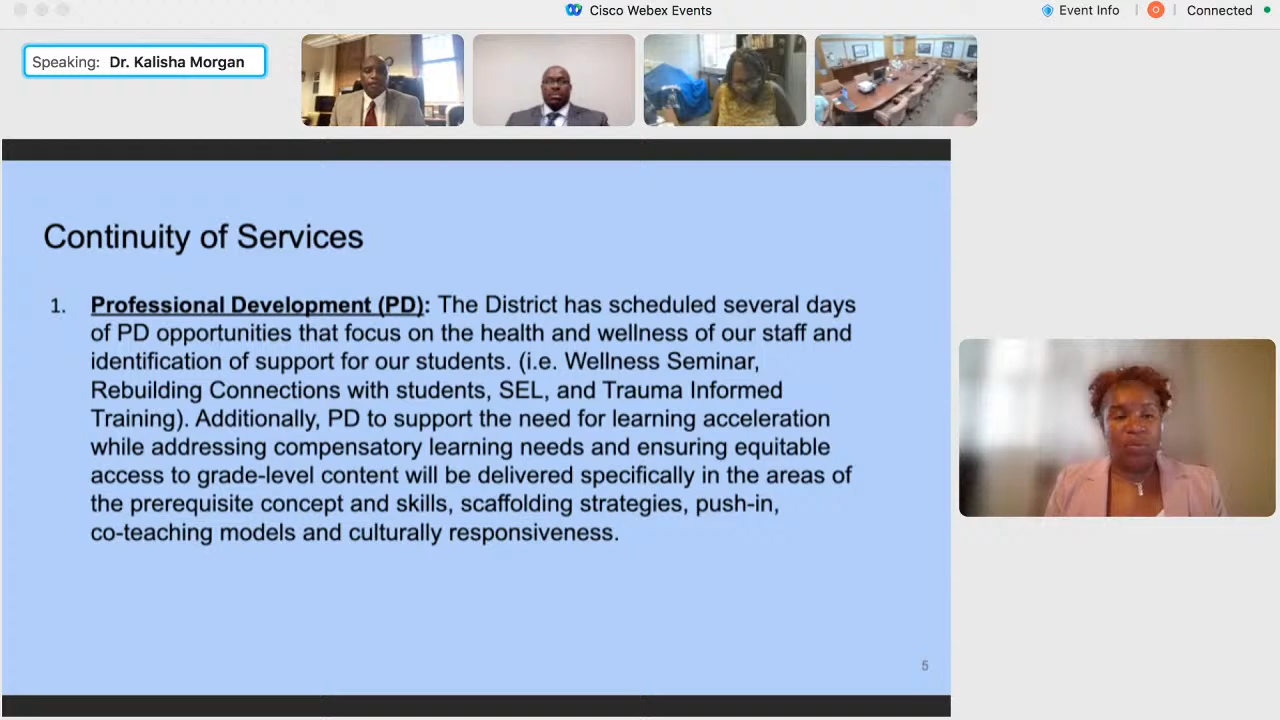 Cisco Webex Events
Event Info
Connected
Speaking: Dr. Kalisha Morgan
Continuity of Services
1. Professional Development (PD): The District has scheduled several days
of PD opportunities that focus on the health and wellness of our staff and
identification of support for our students. (i.e. Wellness Seminar,
Rebuilding Connections with students, SEL, and Trauma Informed
Training). Additionally, PD to support the need for learning acceleration
while addressing compensatory learning needs and ensuring equitable
access to grade-level content will be delivered specifically in the areas of
the prerequisite concept and skills, scaffolding strategies, push-in,
co-teaching models and culturally responsiveness.
5